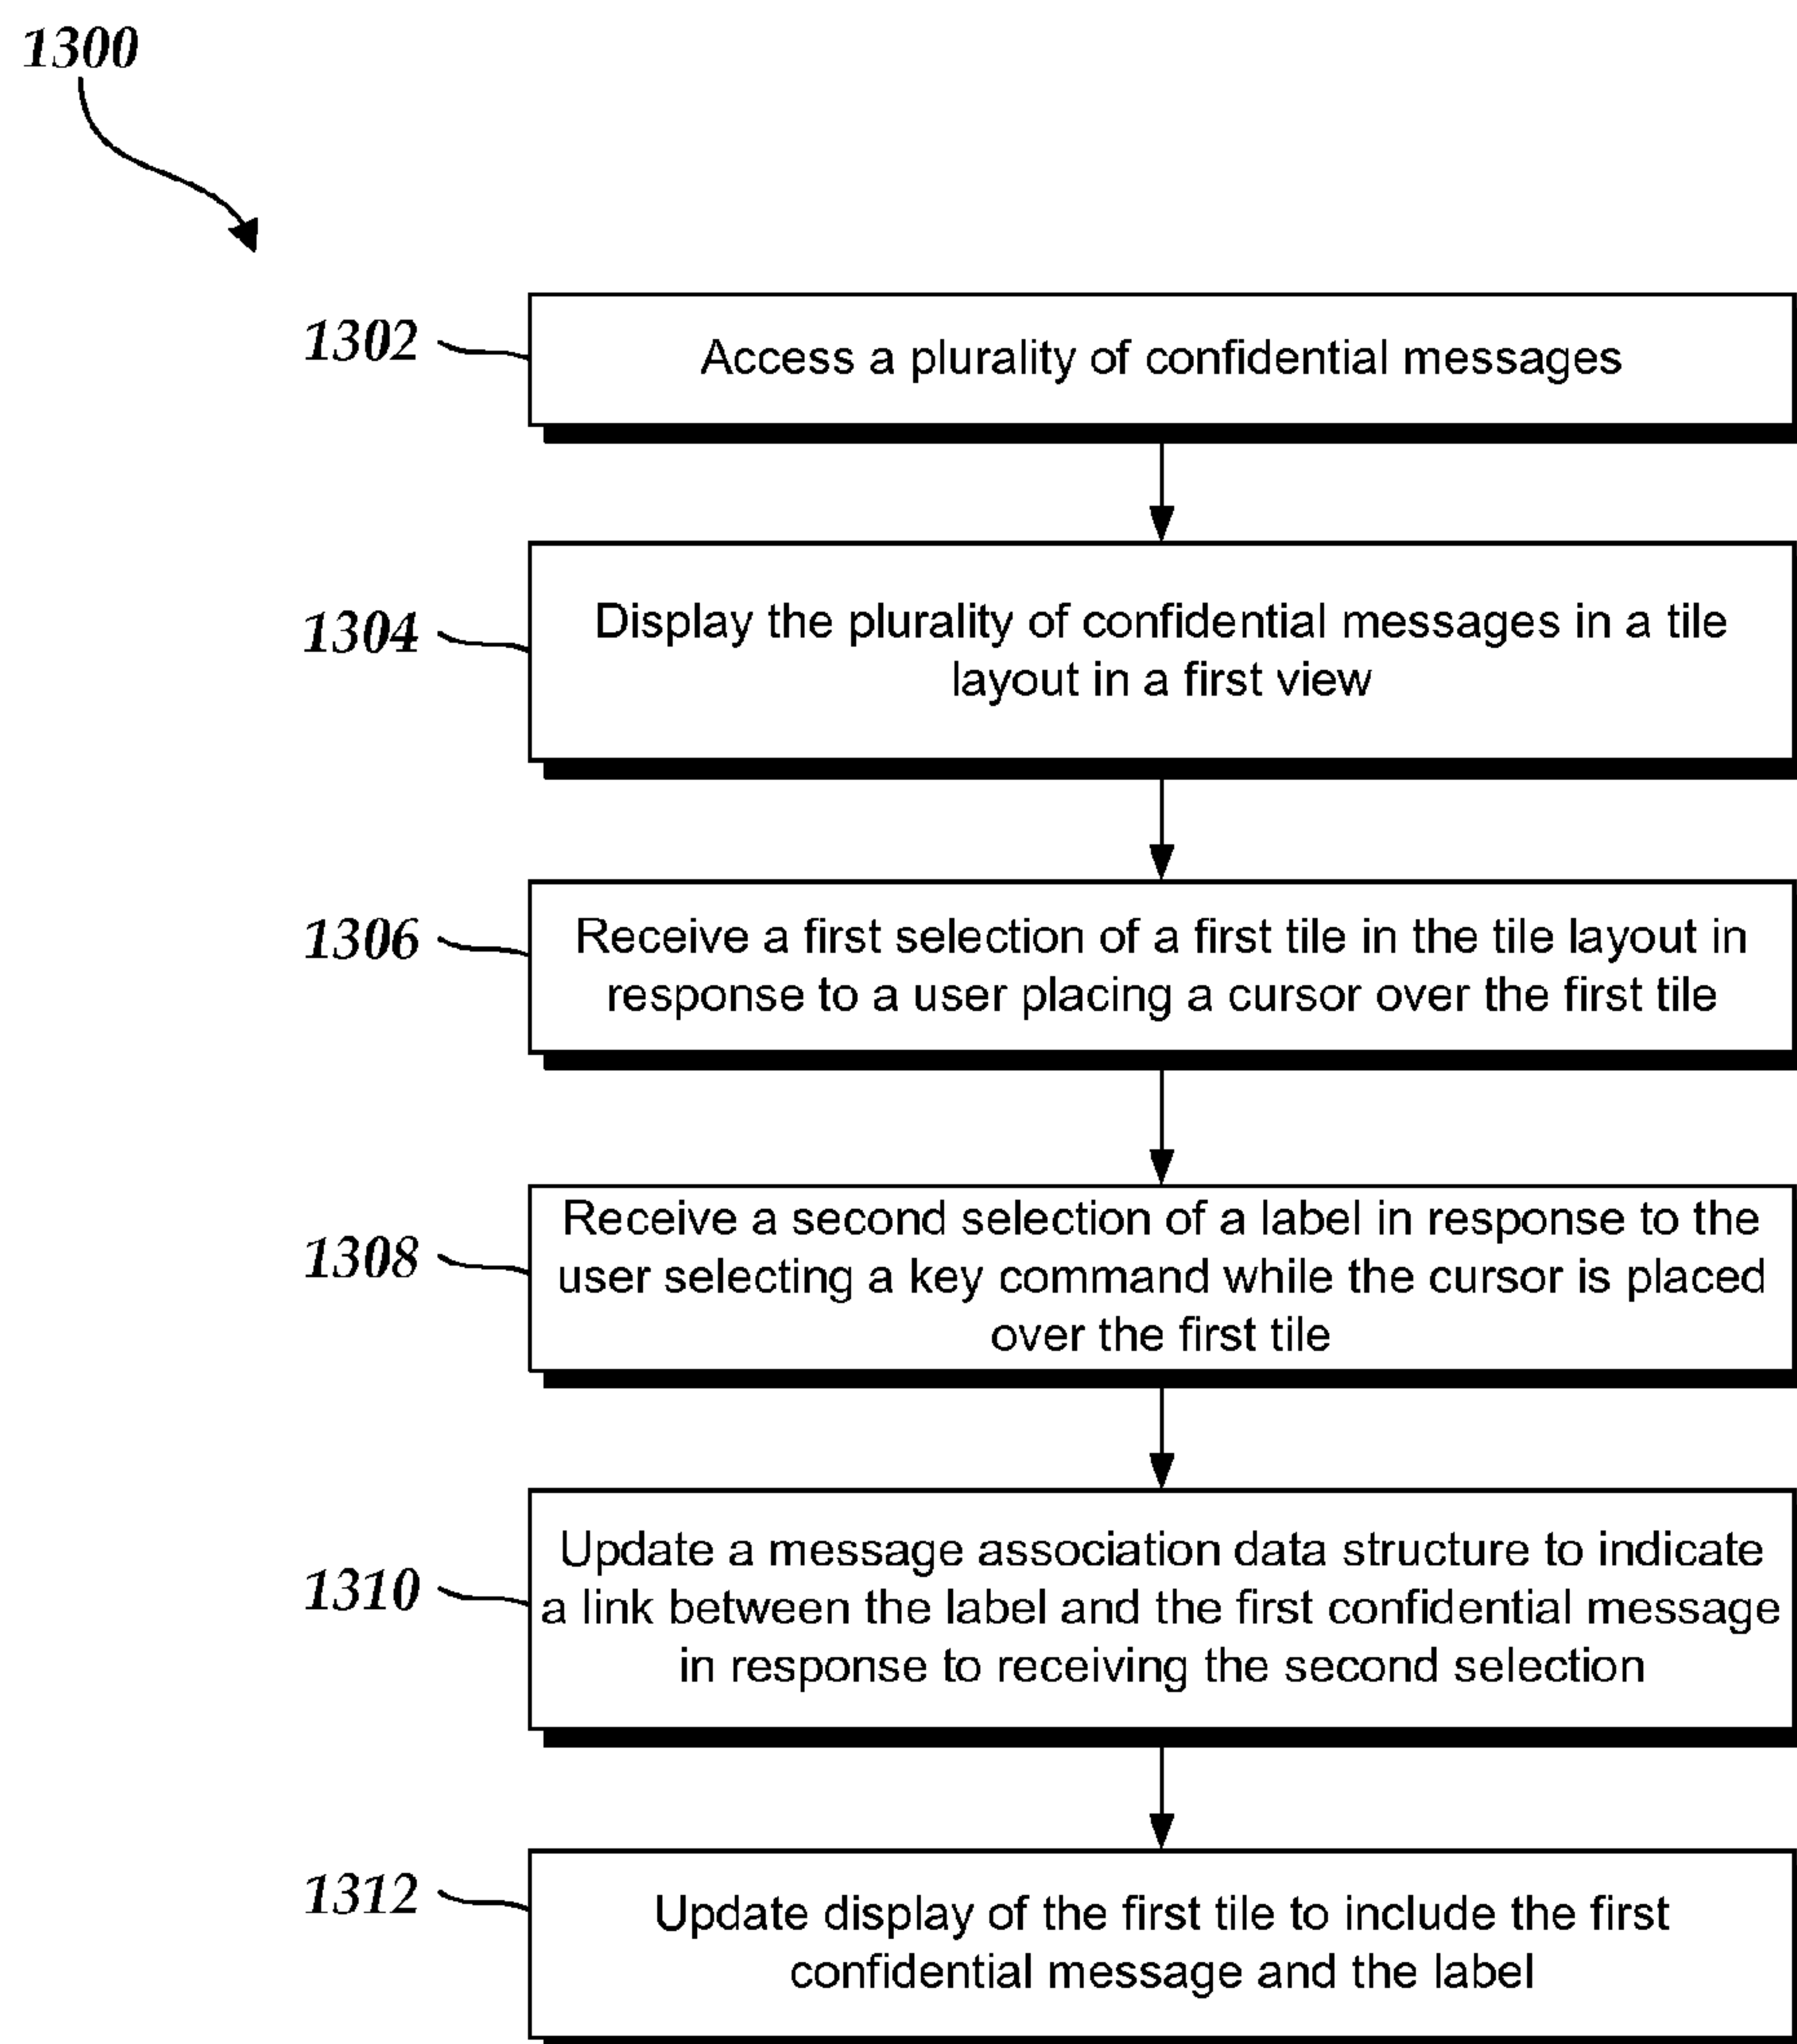 1300
1302
Access a plurality of confidential messages
1304
Display the plurality of confidential messages in a tile
layout in a first view
1306
Receive a first selection of a first tile in the tile layout in
response to a user placing a cursor over the first tile
1308
Receive a second selection of a label in response to the
user selecting a key command while the cursor is placed
over the first tile
1310
Update a message association data structure to indicate
a link between the label and the first confidential message
in response to receiving the second selection
1312
Update display of the first tile to include the first
confidential message and the label